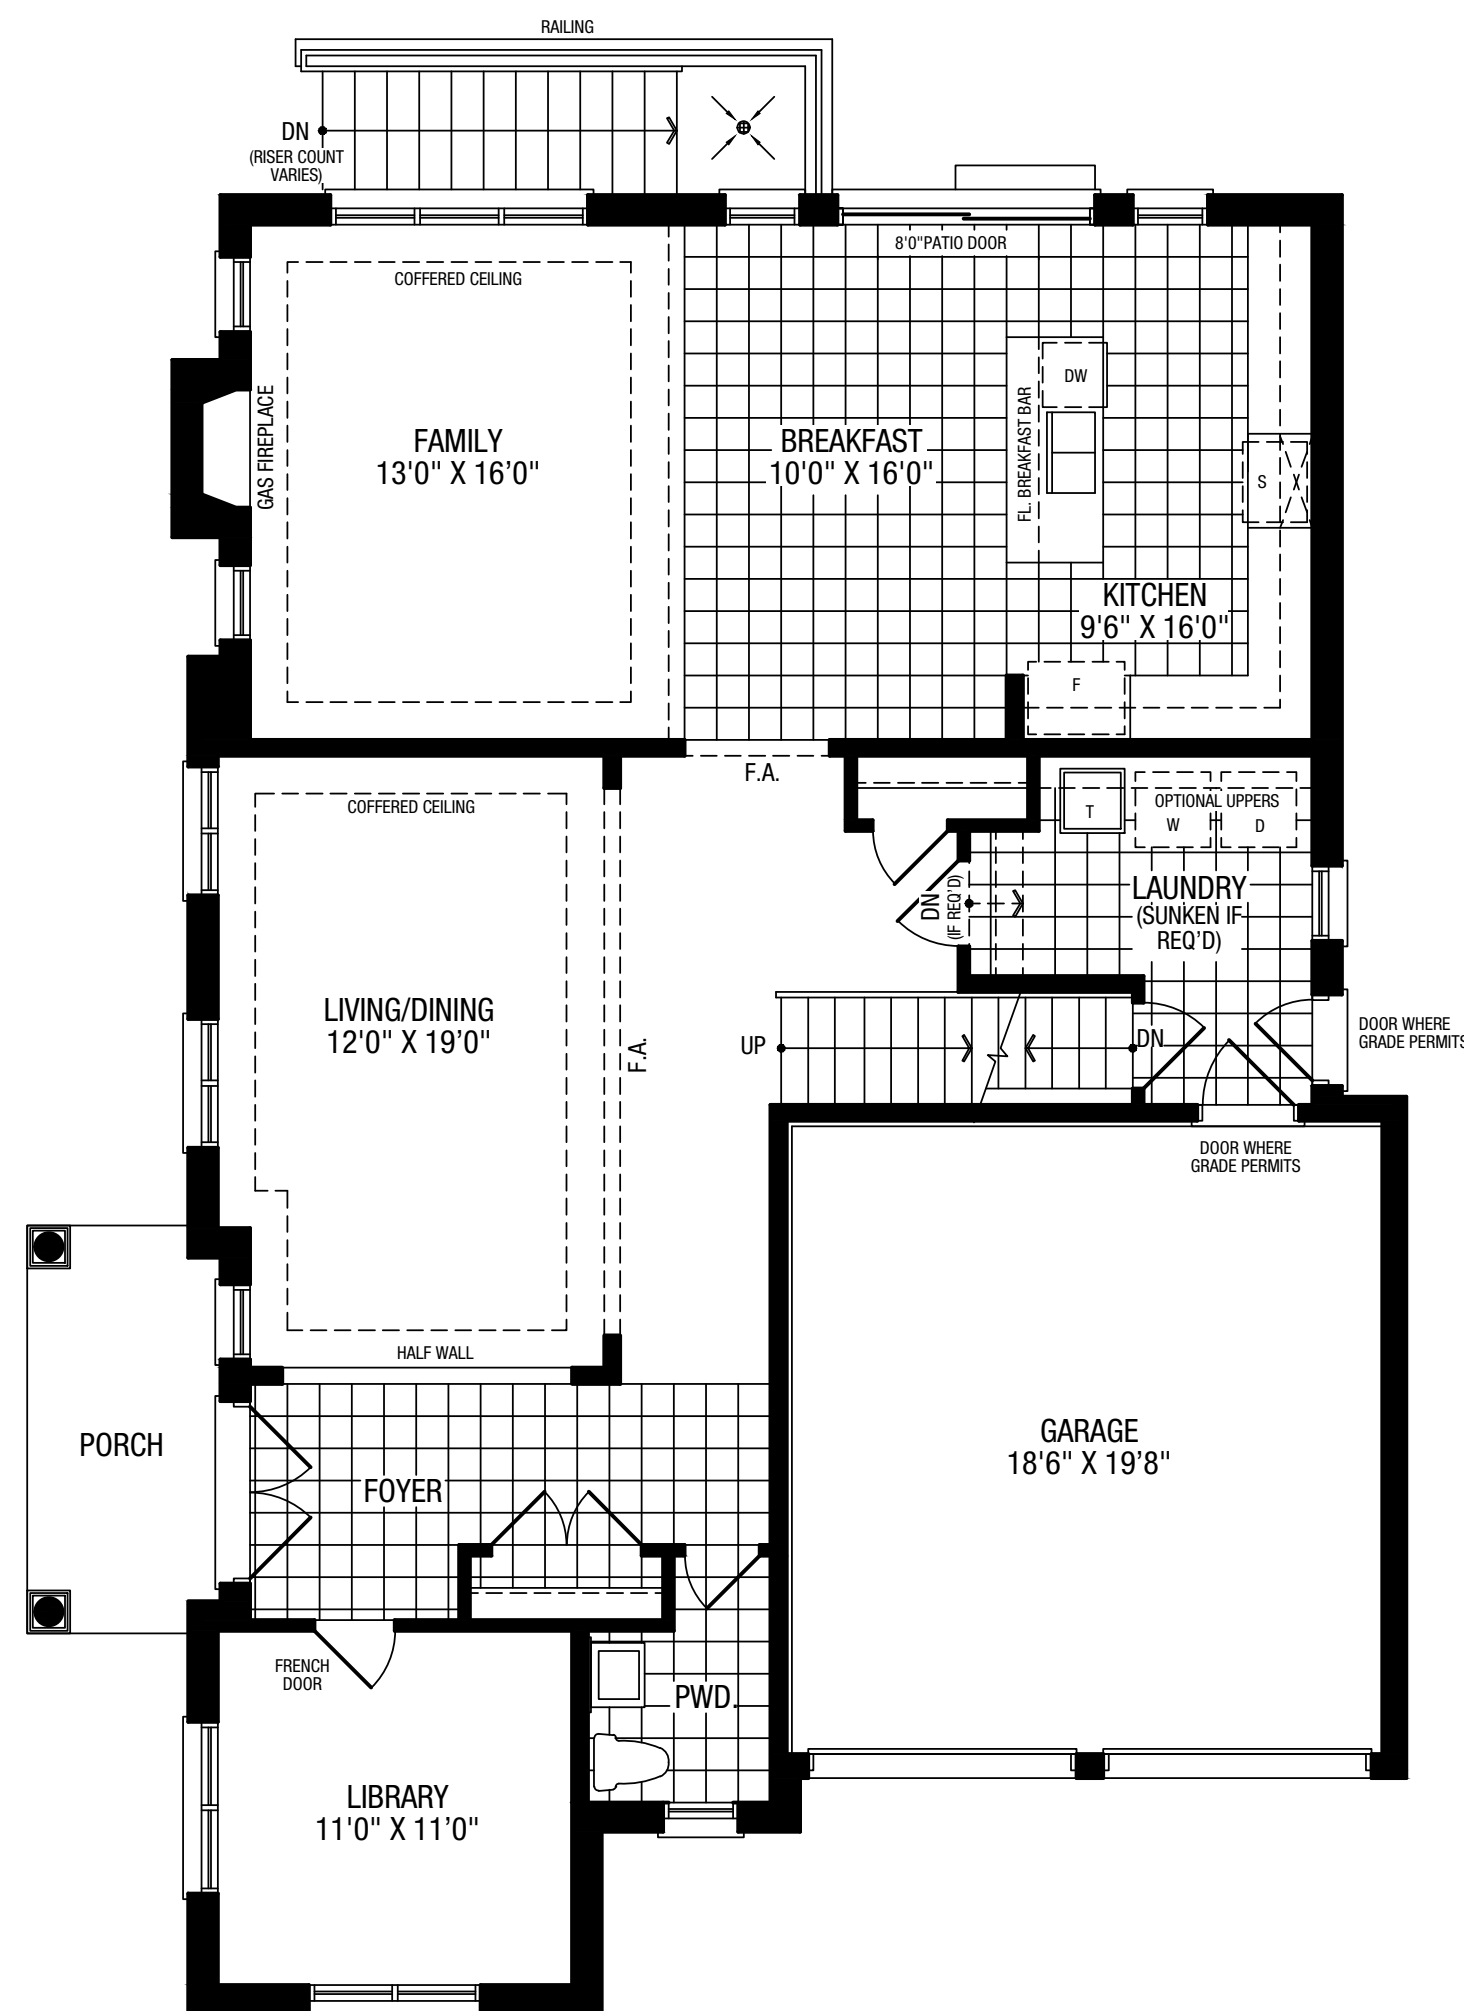 RAILING
DN
(RISER COUNT
VARIES)
8'0"PATIO DOOR
COFFERED CEILING
GAS FIREPLACE
FAMILY
13'0" X 16’0"
BREAKFAST
10'0" X 16'0"
FL. BREAKFAST BAR
DW
S
KITCHEN
9'6" X 16'0"
F
F.A.
COFFERED CEILING
T
OPTIONAL UPPERS
W
D
DN
(IF REQ’D)
LAUNDRY
(SUNKEN IF
REQ’D)
LIVING/DINING
12'0" X 19’0"
F.A.
UP
DN
DOOR WHERE
GRADE PERMITS
DOOR WHERE
GRADE PERMITS
HALF WALL
PORCH
FOYER
GARAGE
18'6" X 19’8"
FRENCH
DOOR
PWD.
LIBRARY
11'0" X 11’0"